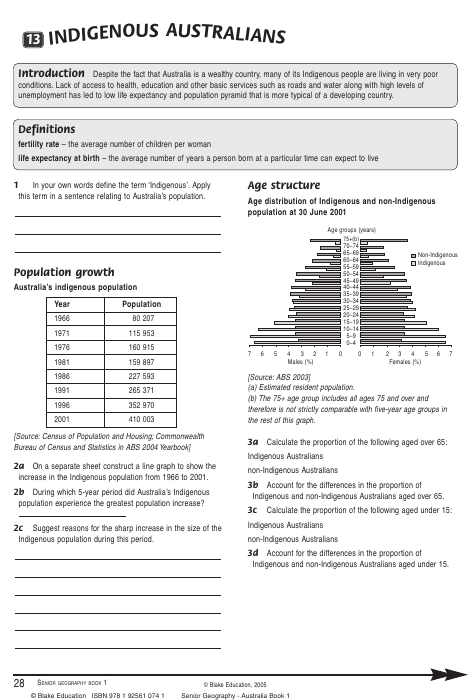 13 INDIGENOUS AUSTRALIANS
Introduction Despite the fact that Australia is a wealthy country, many of its Indigenous people are living in very poor
conditions. Lack of access to health, education and other basic services such as roads and water along with high levels of
unemployment has led to low life expectancy and population pyramid that is more typical of a developing country.
Definitions
fertility rate – the average number of children per woman
life expectancy at birth – the average number of years a person born at a particular time can expect to live
1 In your own words define the term 'Indigenous'. Apply
this term in a sentence relating to Australia's population.
Population growth
Australia's indigenous population
Year Population
1966 80 207
1971 115 953
1976 160 915
1981 159 897
1986 227 593
1991 265 371
1996 352 970
2001 410 003
[Source: Census of Population and Housing; Commonwealth
Bureau of Census and Statistics in ABS 2004 Yearbook]
2a On a separate sheet construct a line graph to show the
increase in the Indigenous population from 1966 to 2001.
2b During which 5-year period did Australia's Indigenous
population experience the greatest population increase?
2c Suggest reasons for the sharp increase in the size of the
Indigenous population during this period.
Age structure
Age distribution of Indigenous and non-Indigenous
population at 30 June 2001
Age groups (years)
75+(b)
70–74
65–69
60–64
55–59
50–54
45–49
40–44
35–39
30–34
25–29
20–24
15–19
10–14
5–9
0–4
Non-Indigenous
Indigenous
7 6 5 4 3 2 1 0 0 1 2 3 4 5 6 7
Males (%) Females (%)
[Source: ABS 2003]
(a) Estimated resident population.
(b) The 75+ age group includes all ages 75 and over and
therefore is not strictly comparable with five-year age groups in
the rest of this graph.
3a Calculate the proportion of the following aged over 65:
Indigenous Australians
non-Indigenous Australians
3b Account for the differences in the proportion of
Indigenous and non-Indigenous Australians aged over 65.
3c Calculate the proportion of the following aged under 15:
Indigenous Australians
non-Indigenous Australians
3d Account for the differences in the proportion of
Indigenous and non-Indigenous Australians aged under 15.
28 SENIOR GEOGRAPHY BOOK 1 © Blake Education, 2005
© Blake Education ISBN 978 1 92561 074 1 Senior Geography - Australia Book 1